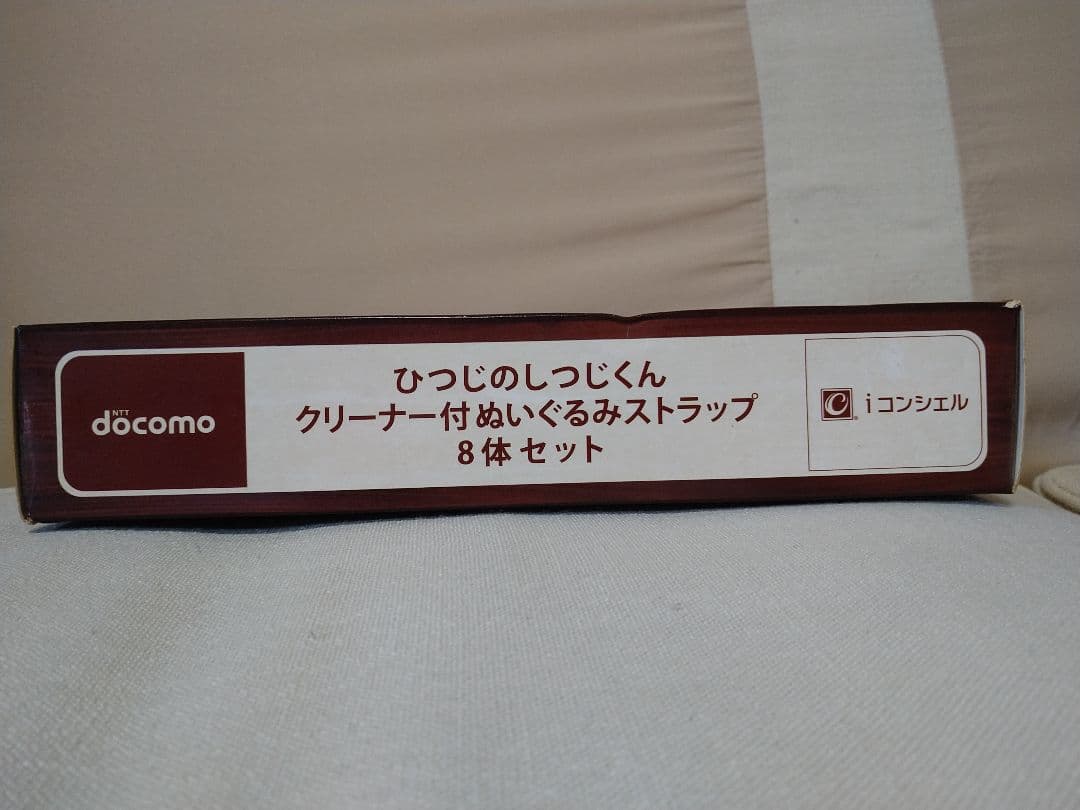 NTT
döcomo
ひつじのしつじくん
クリーナー付ぬいぐるみストラップ
8体セット
C
iコンシェル